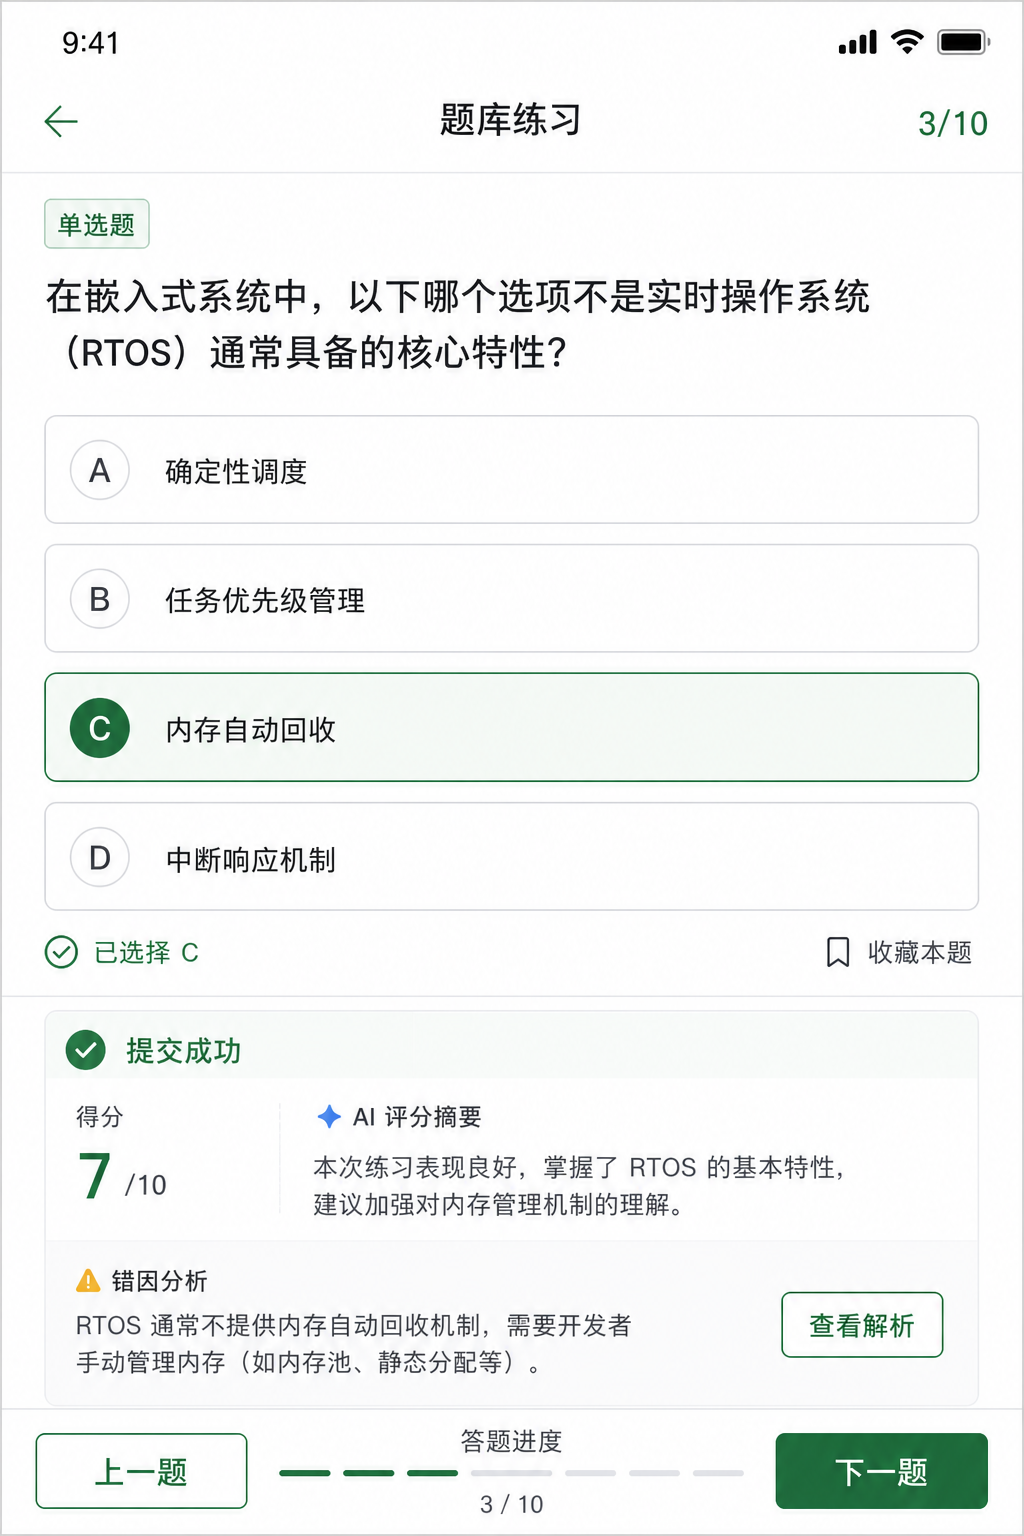 9:41
题库练习
3/10
单选题
在嵌入式系统中，以下哪个选项不是实时操作系统
（RTOS）通常具备的核心特性？
A 确定性调度
B 任务优先级管理
C 内存自动回收
D 中断响应机制
已选择 C
收藏本题
提交成功
得分
7 /10
AI 评分摘要
本次练习表现良好，掌握了 RTOS 的基本特性，
建议加强对内存管理机制的理解。
错因分析
RTOS 通常不提供内存自动回收机制，需要开发者
手动管理内存（如内存池、静态分配等）。
查看解析
上一题
答题进度
3 / 10
下一题